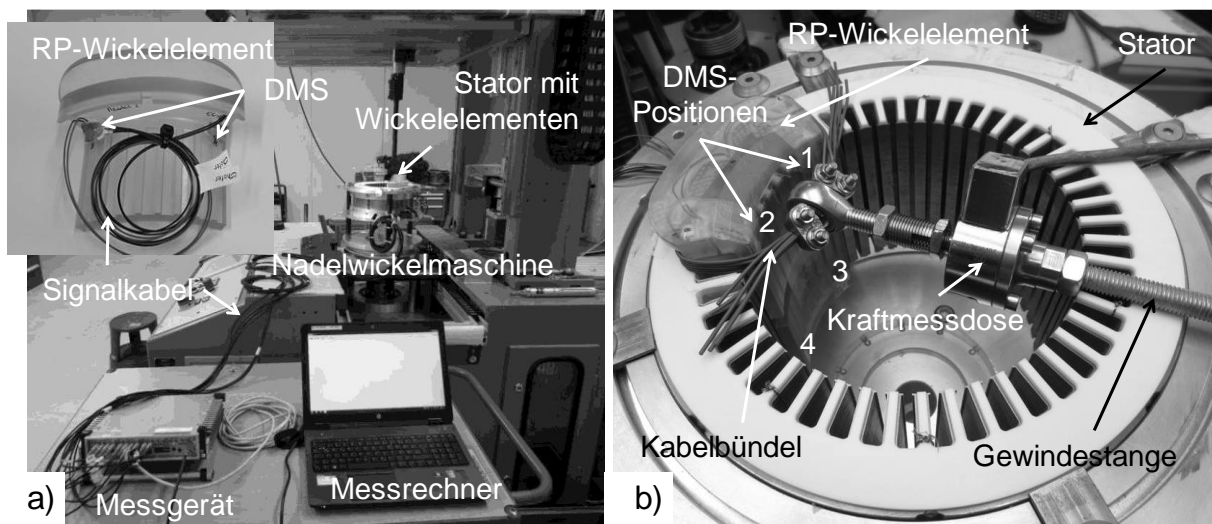 RP-Wickelelement
DMS
Stator mit
Wickelelementen
Nadelwickelmaschine
Signalkabel
Messgerät
Messrechner
a)
RP-Wickelelement
Stator
DMS-
Positionen
1
2
3
4
Kraftmessdose
Kabelbündel
Gewindestange
b)